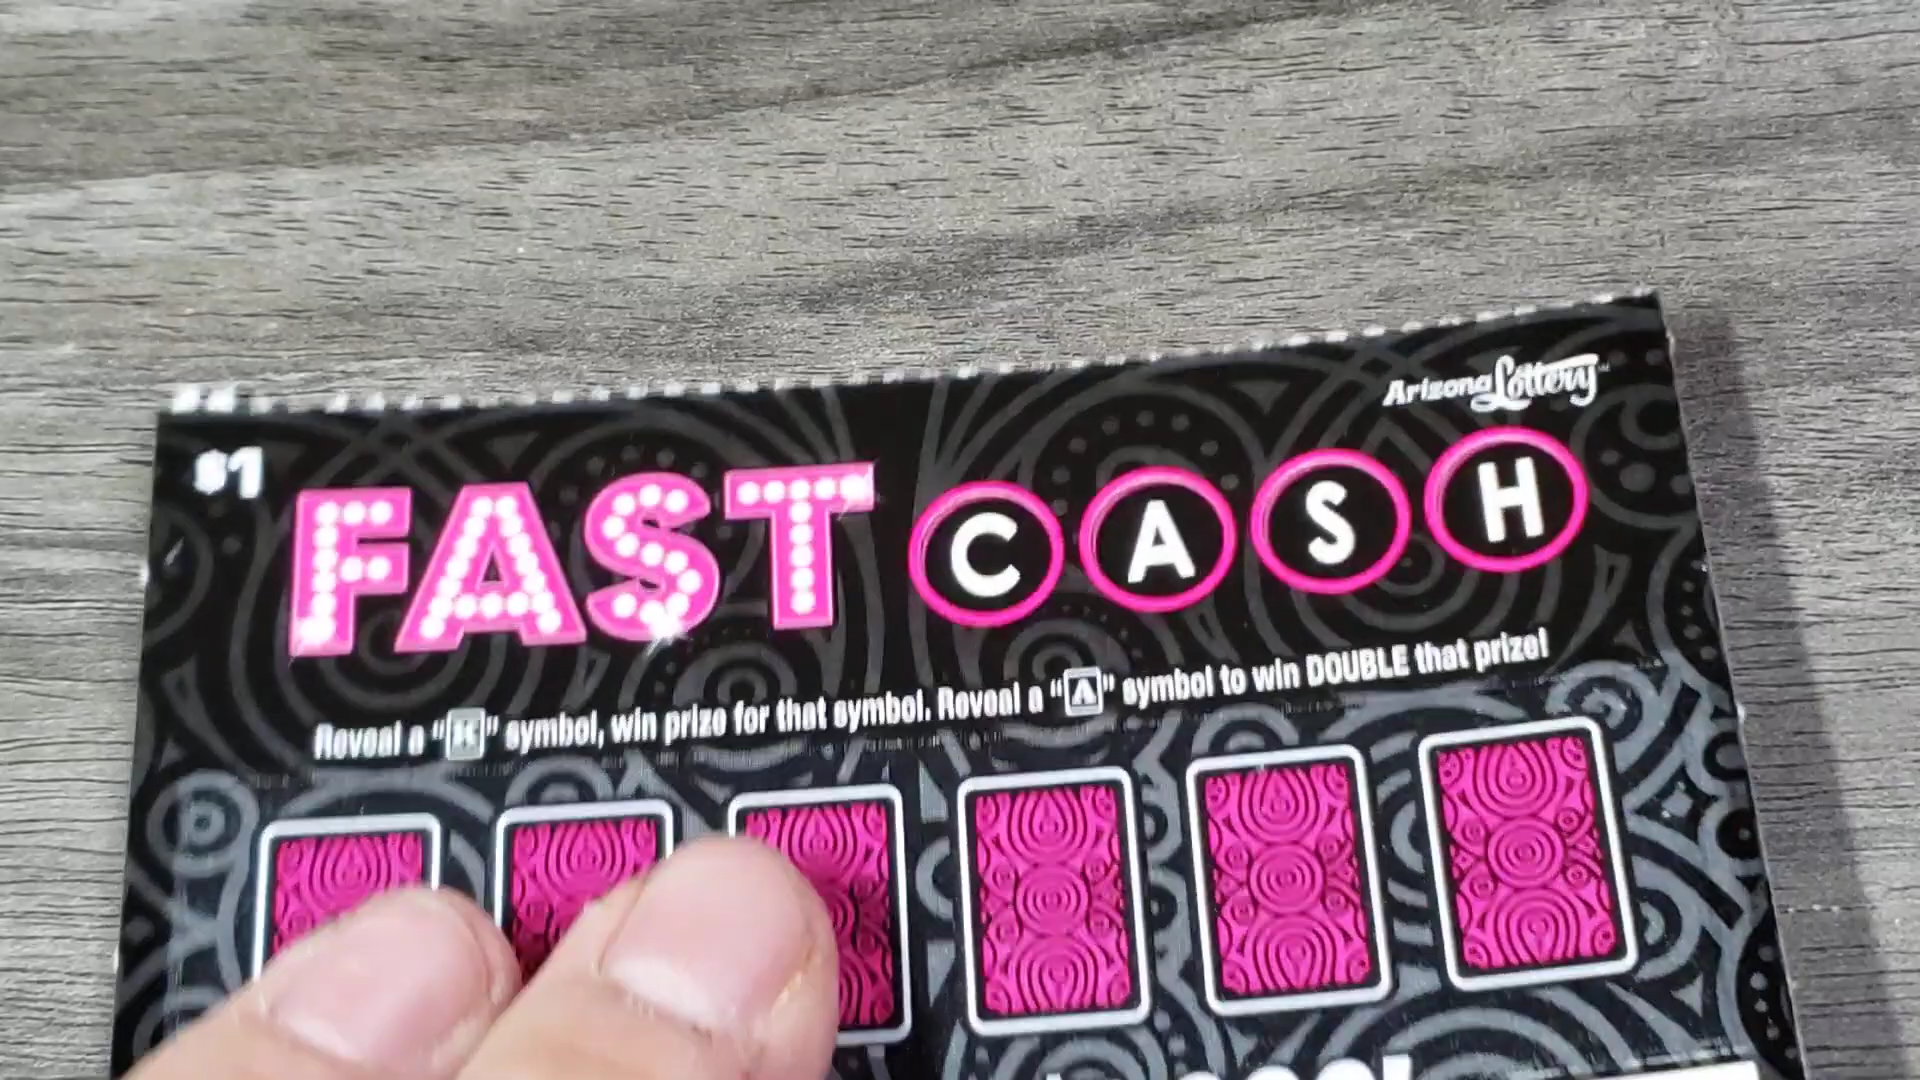 Arizona Lottery
$1
FAST CASH
Reveal a "K" symbol, win prize for that symbol. Reveal a "A" symbol to win DOUBLE that prize!